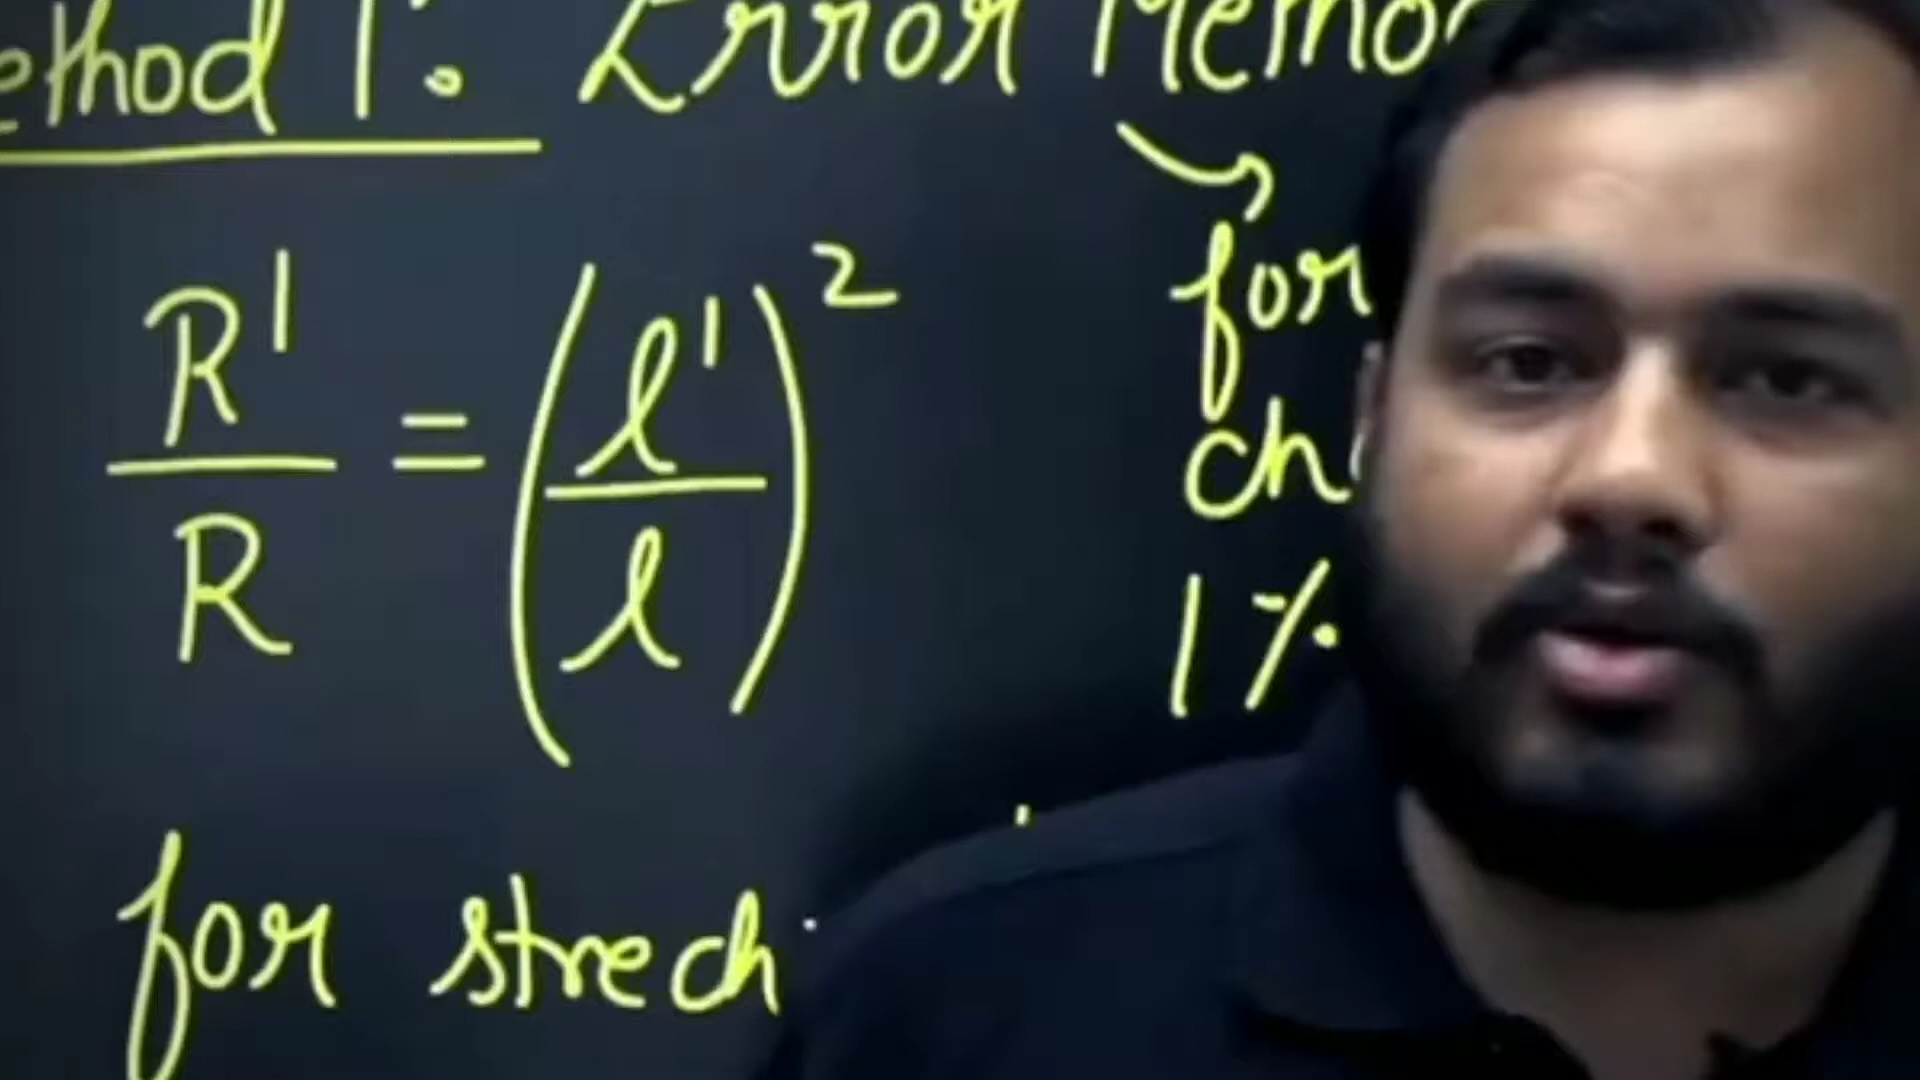 ethod 1: Error Metho
for
ch
1%
R'/R = (l'/l)²
for strech